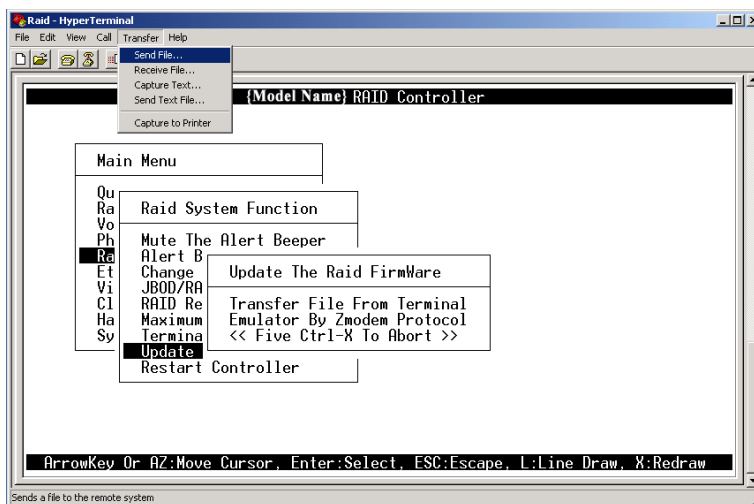 Raid - HyperTerminal
File Edit View Call Transfer Help
Send File...
Receive File...
Capture Text...
Send Text File...
Capture to Printer
{Model Name} RAID Controller
Main Menu
Qu
Ra
Vo
Ph
Ra
Et
Vi
Cl
Ha
Sy
Raid System Function
Mute The Alert Beeper
Alert B
Change
JBOD/RA
RAID Re
Maximum
Termina
Update
Restart Controller
Update The Raid FirmWare
Transfer File From Terminal
Emulator By Zmodem Protocol
<< Five Ctrl-X To Abort >>
ArrowKey Or AZ:Move Cursor, Enter:Select, ESC:Escape, L:Line Draw, X:Redraw
Sends a file to the remote system